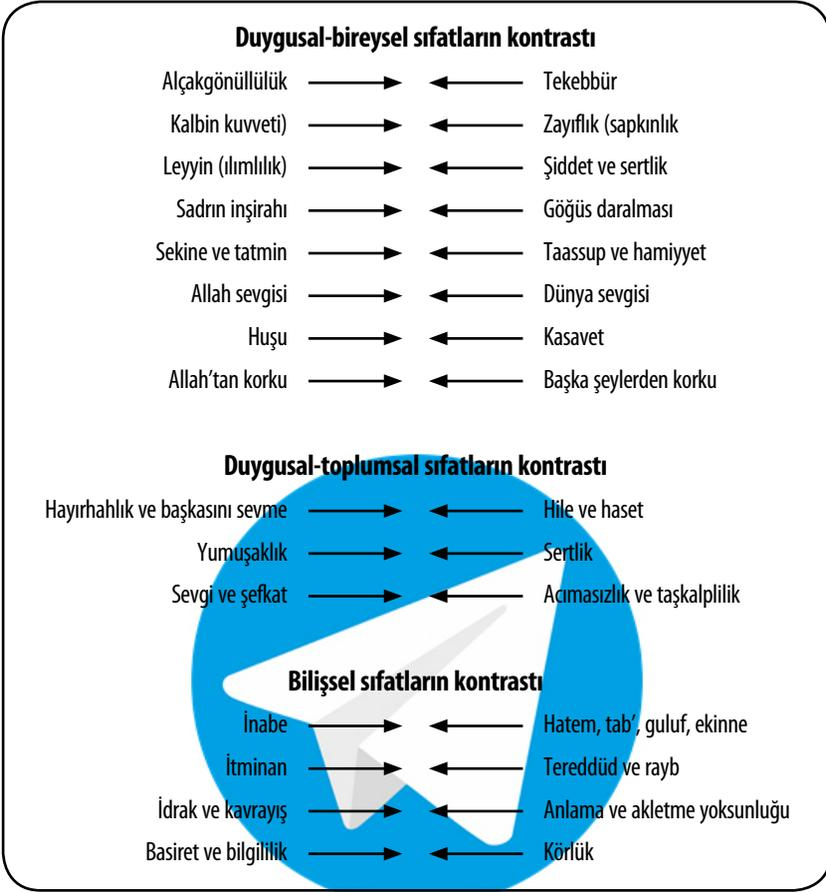 Duygusal-bireysel sıfatların kontrastı
Alçakgönüllülük Tekebbür
Kalbin kuvveti) Zayıflık (sapkınlık
Leyyin (ılımlılık) Şiddet ve sertlik
Sadrın inşirahı Göğüs daralması
Sekine ve tatmin Taassup ve hamiyyet
Allah sevgisi Dünya sevgisi
Huşu Kasavet
Allah'tan korku Başka şeylerden korku
Duygusal-toplumsal sıfatların kontrastı
Hayırhahlık ve başkasını sevme Hile ve haset
Yumuşaklık Sertlik
Sevgi ve şefkat Acımasızlık ve taşkalplilik
Bilişsel sıfatların kontrastı
İnabe Hatem, tab', guluf, ekinne
İtminan Tereddüd ve rayb
İdrak ve kavrayış Anlama ve akletme yoksunluğu
Basiret ve bilgililik Körlük